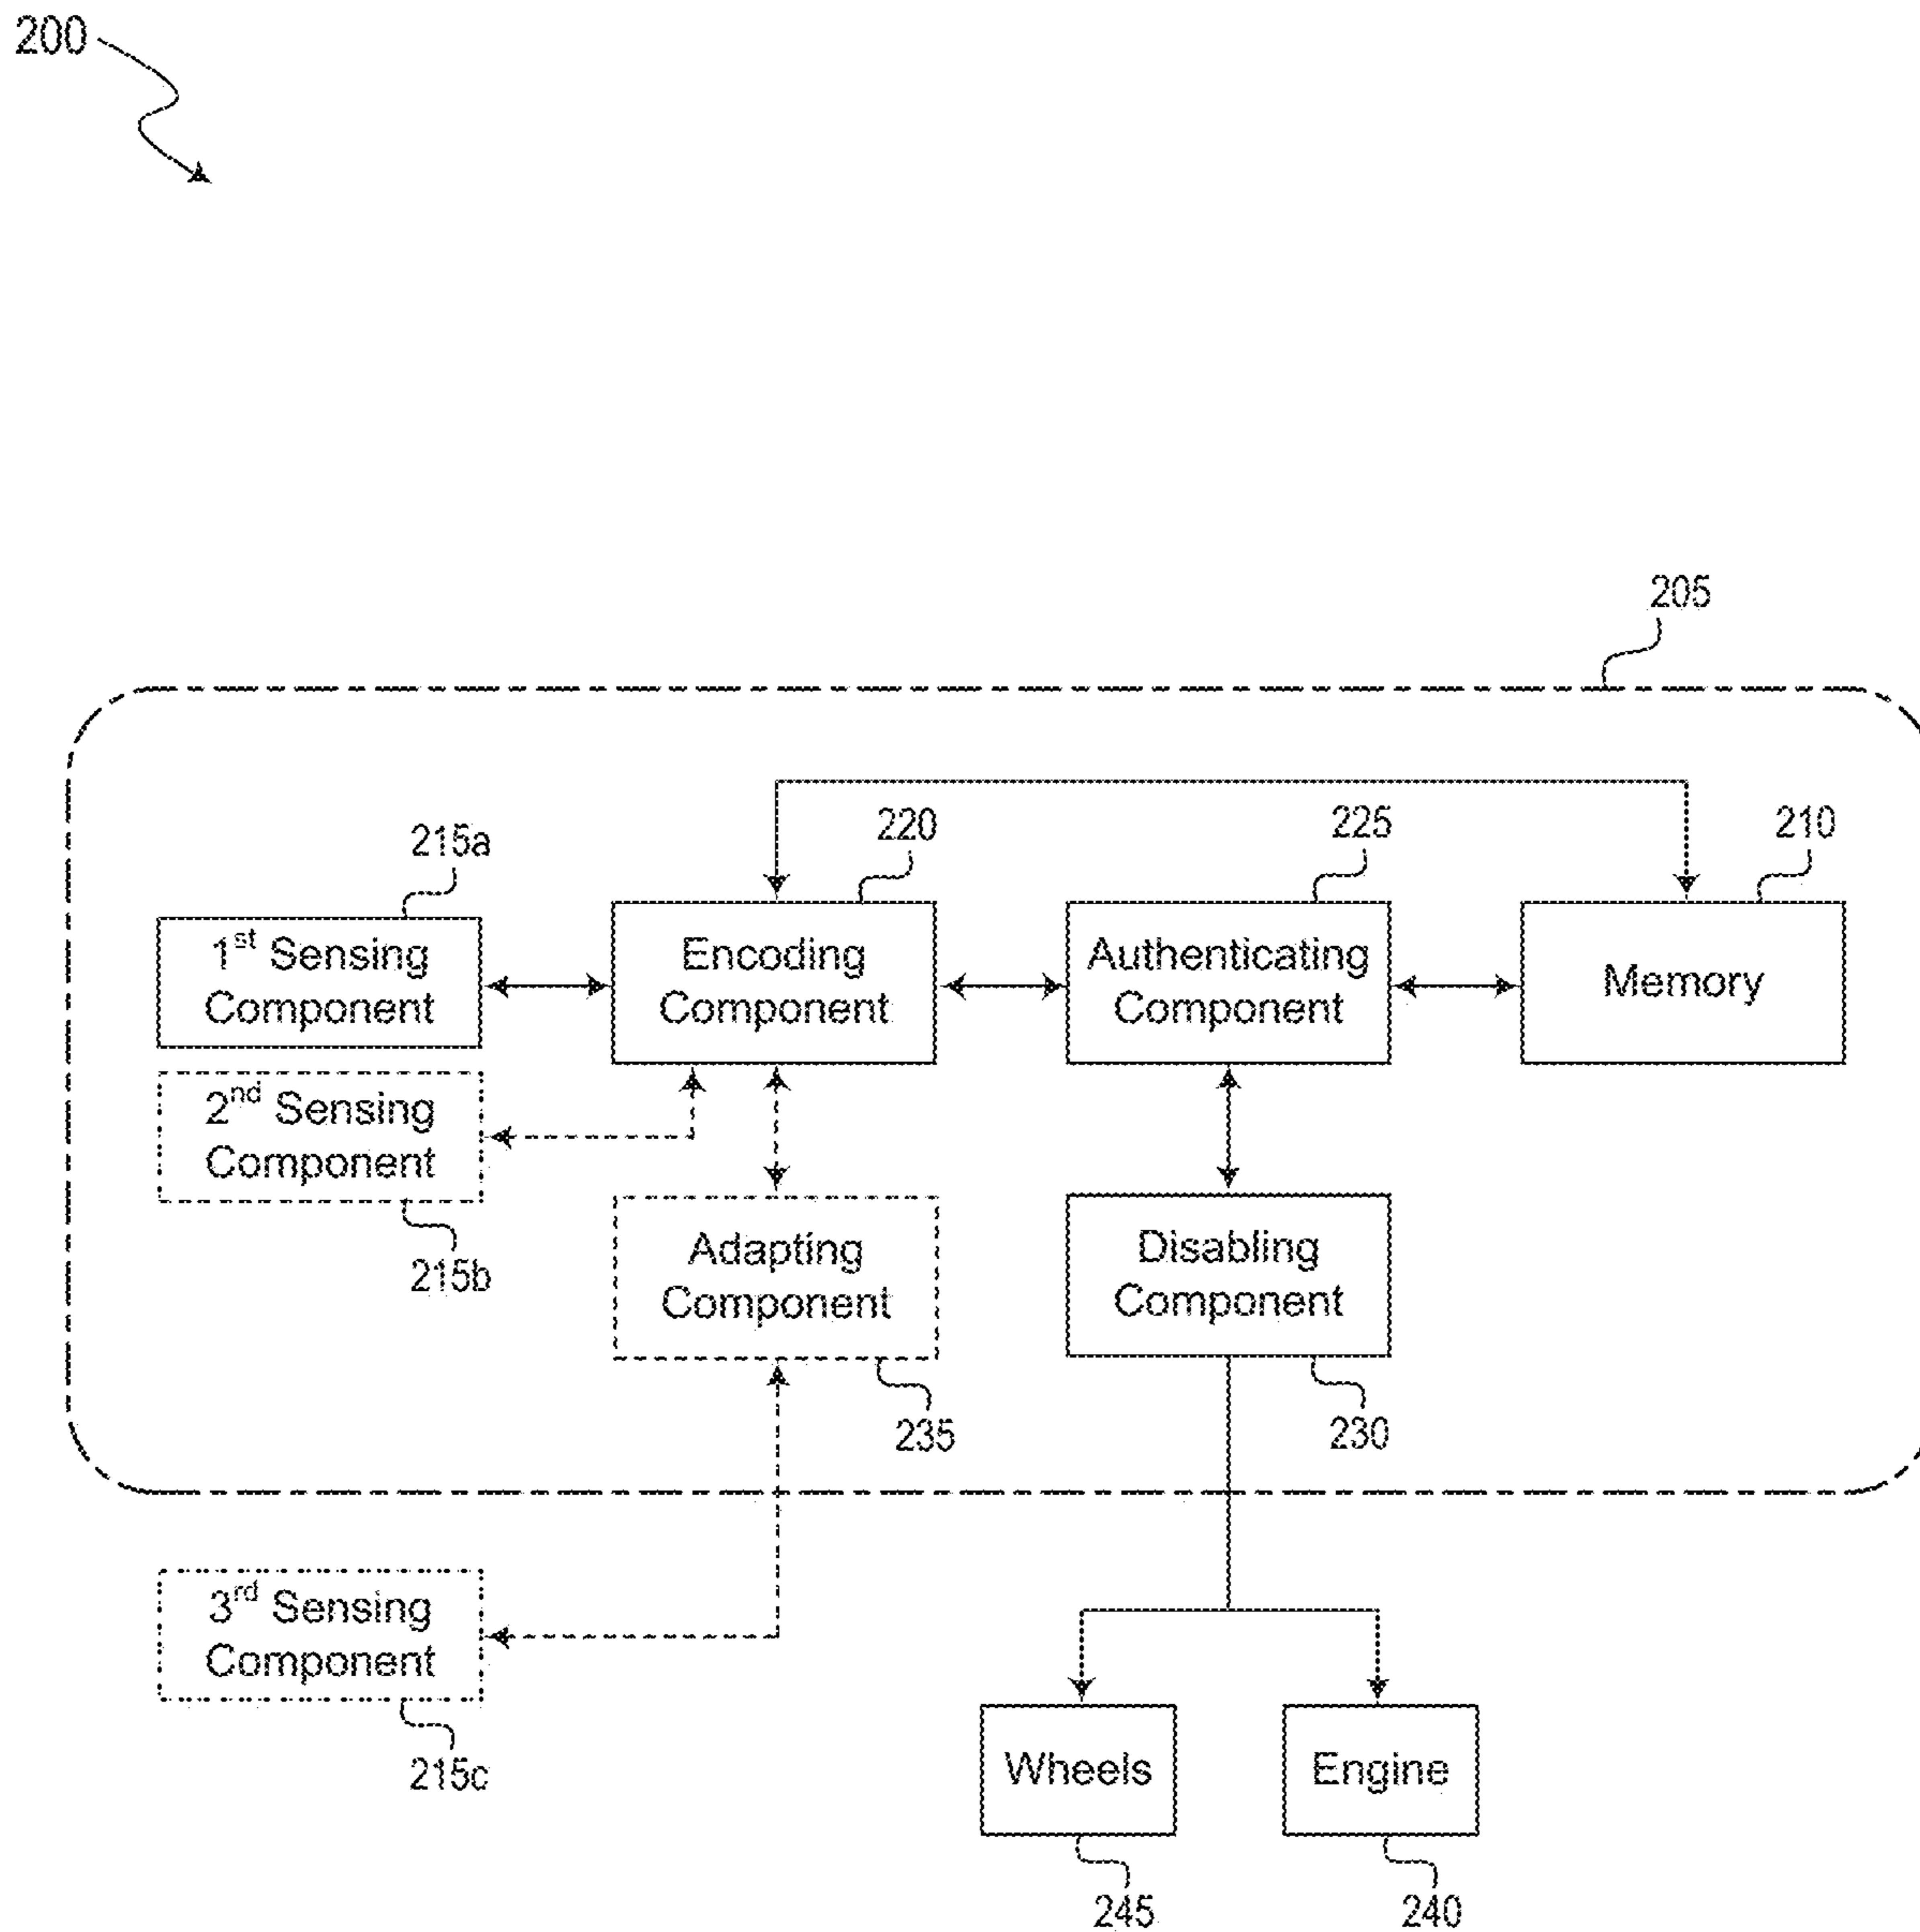 200
205
215a
220
225
210
1st Sensing
Component
Encoding
Component
Authenticating
Component
Memory
2nd Sensing
Component
215b
Adapting
Component
235
Disabling
Component
230
3rd Sensing
Component
215c
Wheels
245
Engine
240